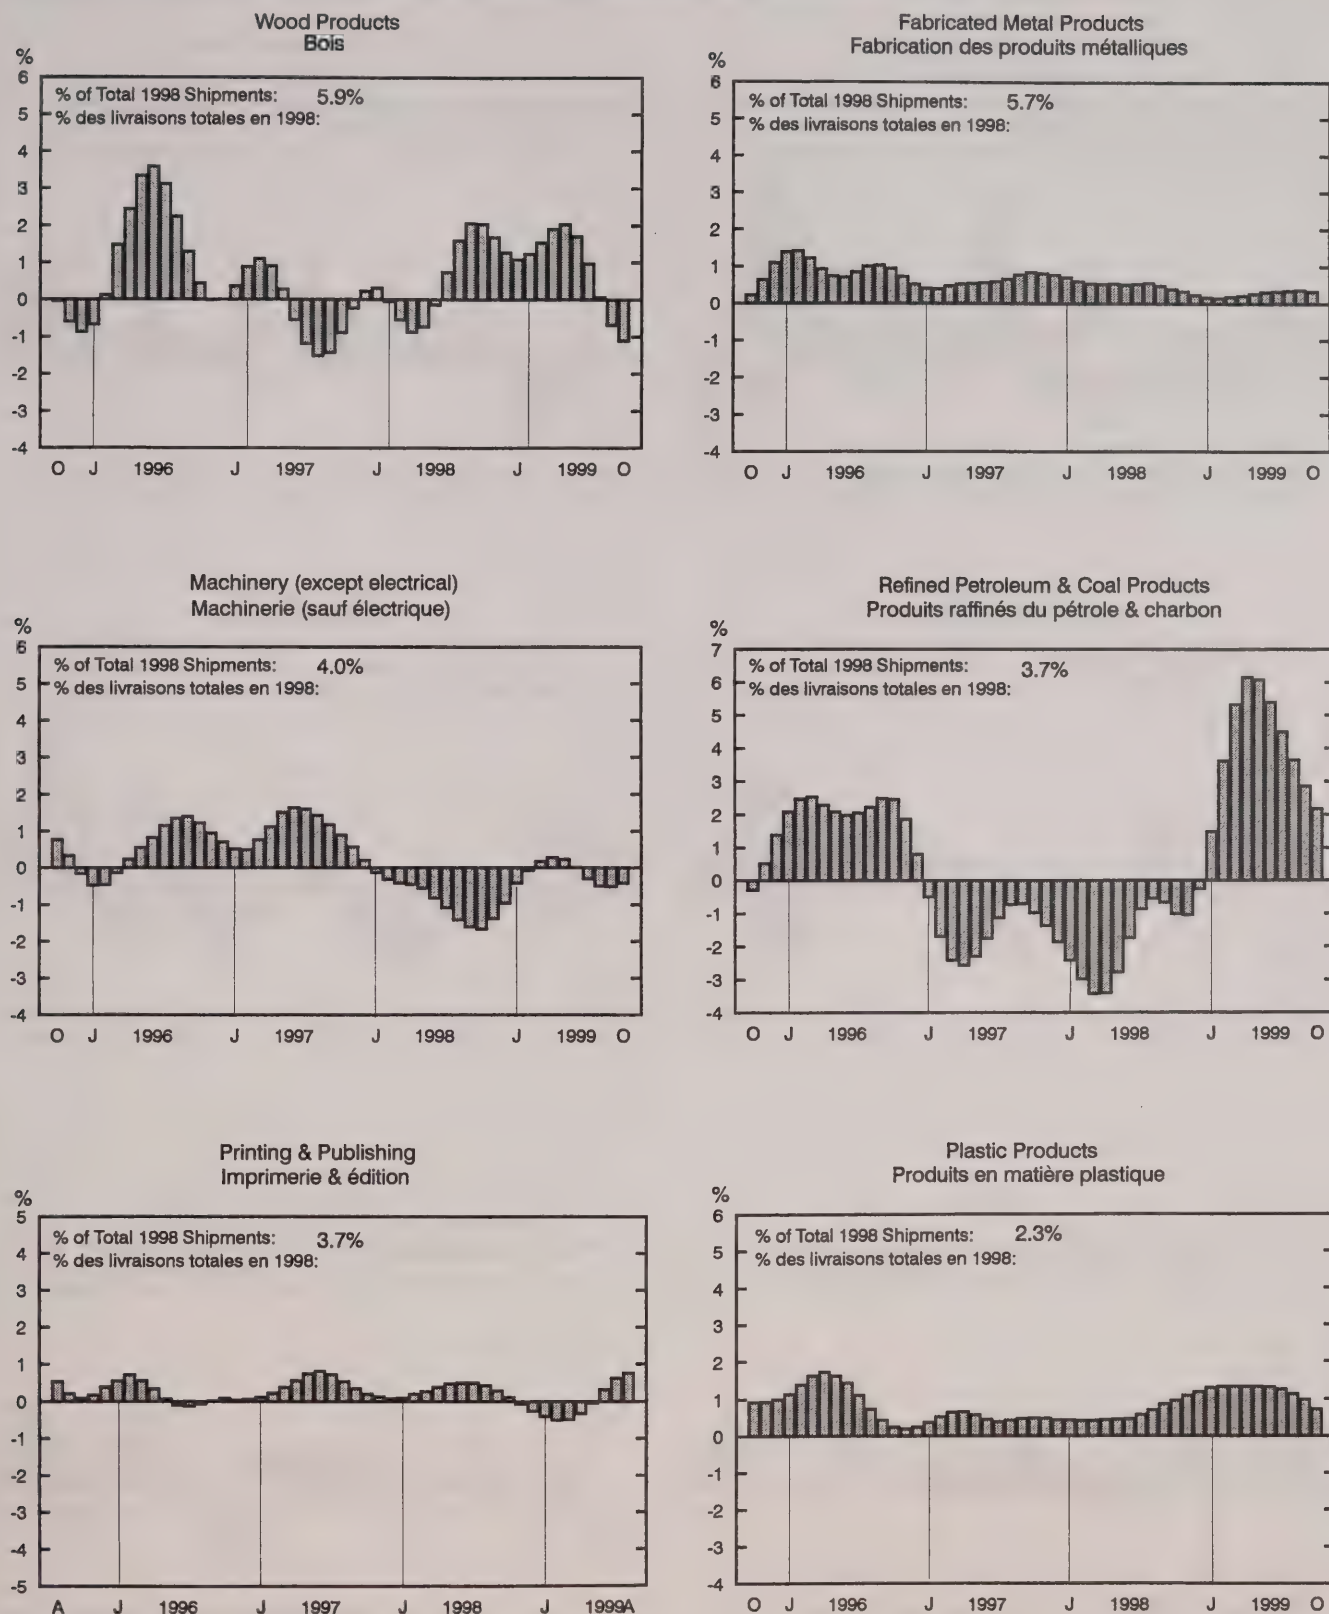 Wood Products
Bois
%
% of Total 1998 Shipments: 5.9%
% des livraisons totales en 1998:
6
5
4
3
2
1
0
-1
-2
-3
-4
O J 1996 J 1997 J 1998 J 1999 O
Fabricated Metal Products
Fabrication des produits métalliques
%
% of Total 1998 Shipments: 5.7%
% des livraisons totales en 1998:
6
5
4
3
2
1
0
-1
-2
-3
-4
O J 1996 J 1997 J 1998 J 1999 O
Machinery (except electrical)
Machinerie (sauf électrique)
%
% of Total 1998 Shipments: 4.0%
% des livraisons totales en 1998:
6
5
4
3
2
1
0
-1
-2
-3
-4
O J 1996 J 1997 J 1998 J 1999 O
Refined Petroleum & Coal Products
Produits raffinés du pétrole & charbon
%
% of Total 1998 Shipments: 3.7%
% des livraisons totales en 1998:
7
6
5
4
3
2
1
0
-1
-2
-3
-4
O J 1996 J 1997 J 1998 J 1999 O
Printing & Publishing
Imprimerie & édition
%
% of Total 1998 Shipments: 3.7%
% des livraisons totales en 1998:
5
4
3
2
1
0
-1
-2
-3
-4
-5
A J 1996 J 1997 J 1998 J 1999A
Plastic Products
Produits en matière plastique
%
% of Total 1998 Shipments: 2.3%
% des livraisons totales en 1998:
6
5
4
3
2
1
0
-1
-2
-3
-4
O J 1996 J 1997 J 1998 J 1999 O